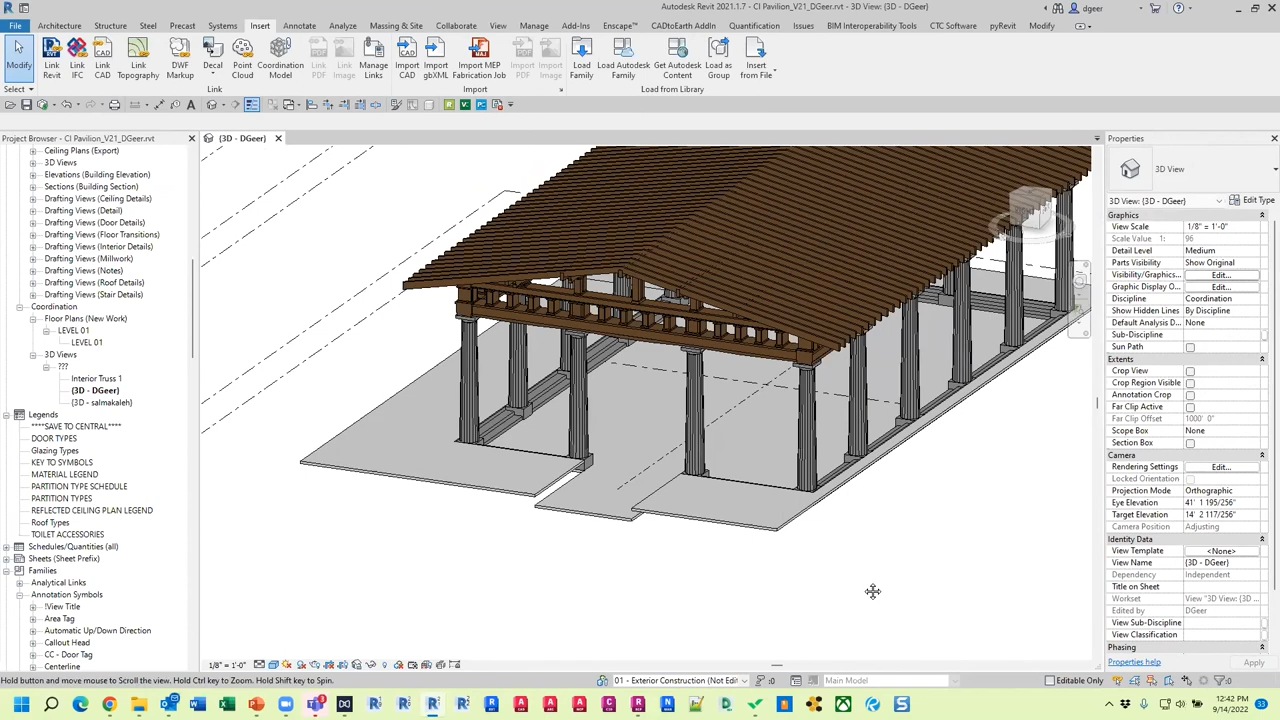 Autodesk Revit 2021.1.7 - CI Pavilion_V21_DGeer.rvt - 3D View: {3D - DGeer}
dgeer
File Architecture Structure Steel Precast Systems Insert Annotate Analyze Massing & Site Collaborate View Manage Add-Ins Enscape™ CADtoEarth Addin Quantification Issues BIM Interoperability Tools CTC Software pyRevit Modify
Modify
Link Revit
Link IFC
Link CAD
Link Topography
DWF Markup
Decal
Point Cloud
Coordination Model
Link PDF
Link Image
Manage Links
Import CAD
Import gbXML
Import MEP Fabrication Job
Import PDF
Import Image
Load Family
Load Autodesk Family
Get Autodesk Content
Load as Group
Insert from File
Select Link Import Load from Library
Project Browser - CI Pavilion_V21_DGeer.rvt
{3D - DGeer}
Properties
Ceiling Plans (Export)
3D Views
Elevations (Building Elevation)
Sections (Building Section)
Drafting Views (Ceiling Details)
Drafting Views (Detail)
Drafting Views (Door Details)
Drafting Views (Floor Transitions)
Drafting Views (Interior Details)
Drafting Views (Millwork)
Drafting Views (Notes)
Drafting Views (Roof Details)
Drafting Views (Stair Details)
Coordination
Floor Plans (New Work)
LEVEL 01
LEVEL 01
3D Views
???
Interior Truss 1
{3D - DGeer}
{3D - salmakaleh}
Legends
****SAVE TO CENTRAL****
DOOR TYPES
Glazing Types
KEY TO SYMBOLS
MATERIAL LEGEND
PARTITION TYPE SCHEDULE
PARTITION TYPES
REFLECTED CEILING PLAN LEGEND
Roof Types
TOILET ACCESSORIES
Schedules/Quantities (all)
Sheets (Sheet Prefix)
Families
Analytical Links
Annotation Symbols
!View Title
Area Tag
Automatic Up/Down Direction
Callout Head
CC - Door Tag
Centerline
3D View
3D View: {3D - DGeer} Edit Type
Graphics
View Scale 1/8" = 1'-0"
Scale Value 1: 96
Detail Level Medium
Parts Visibility Show Original
Visibility/Graphics... Edit...
Graphic Display O... Edit...
Discipline Coordination
Show Hidden Lines By Discipline
Default Analysis D... None
Sub-Discipline
Sun Path
Extents
Crop View
Crop Region Visible
Annotation Crop
Far Clip Active
Far Clip Offset 1000' 0"
Scope Box None
Section Box
Camera
Rendering Settings Edit...
Locked Orientation
Projection Mode Orthographic
Eye Elevation 41' 1 195/256"
Target Elevation 14' 2 117/256"
Camera Position Adjusting
Identity Data
View Template <None>
View Name {3D - DGeer}
Dependency Independent
Title on Sheet
Workset View "3D View: {3D ...
Edited by DGeer
View Sub-Discipline
View Classification
Phasing
Properties help Apply
1/8" = 1'-0"
Hold button and move mouse to Scroll the view. Hold Ctrl key to Zoom. Hold Shift key to Spin.
01 - Exterior Construction (Not Edit :0 Main Model Editable Only :0
12:42 PM
9/14/2022
33